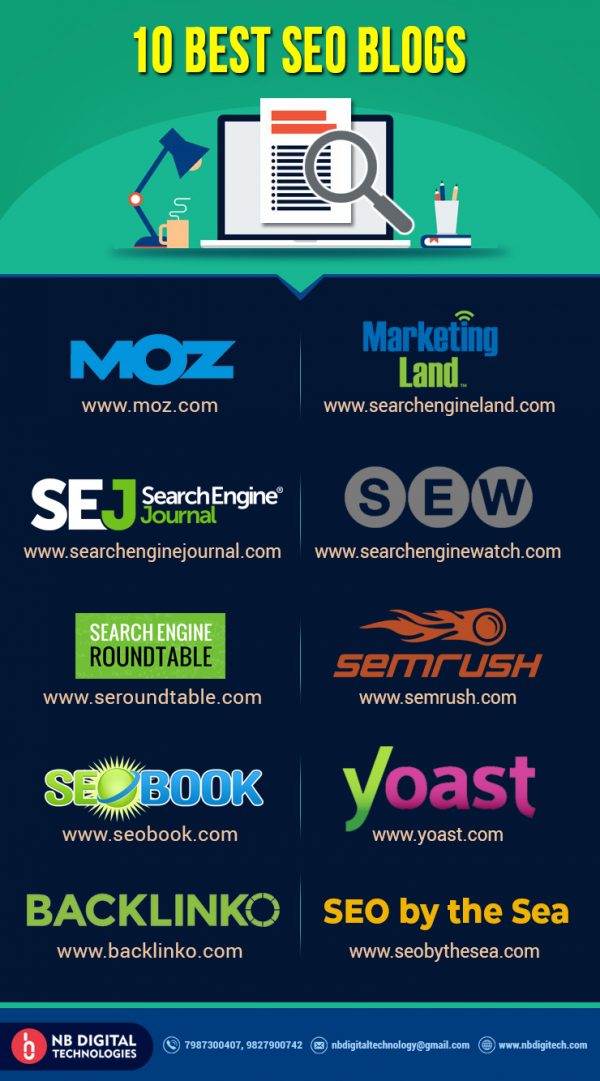 10 BEST SEO BLOGS
MOZ
www.moz.com
Marketing
Land™
www.searchengineland.com
SEJ Search Engine®
Journal
www.searchenginejournal.com
SEW
www.searchenginewatch.com
SEARCH ENGINE
ROUNDTABLE
www.seroundtable.com
semrush
www.semrush.com
SEOBOOK
www.seobook.com
yoast
www.yoast.com
BACKLINKO
www.backlinko.com
SEO by the Sea
www.seobythesea.com
NB DIGITAL
TECHNOLOGIES
7987300407, 9827900742
nbdigitaltechnology@gmail.com
www.nbdigitech.com